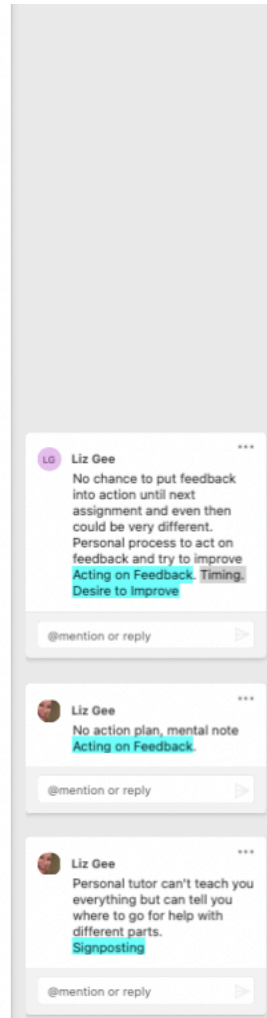 LG Liz Gee
No chance to put feedback
into action until next
assignment and even then
could be very different.
Personal process to act on
feedback and try to improve
Acting on Feedback. Timing.
Desire to Improve
@mention or reply
Liz Gee
No action plan, mental note
Acting on Feedback.
@mention or reply
Liz Gee
Personal tutor can't teach you
everything but can tell you
where to go for help with
different parts.
Signposting
@mention or reply